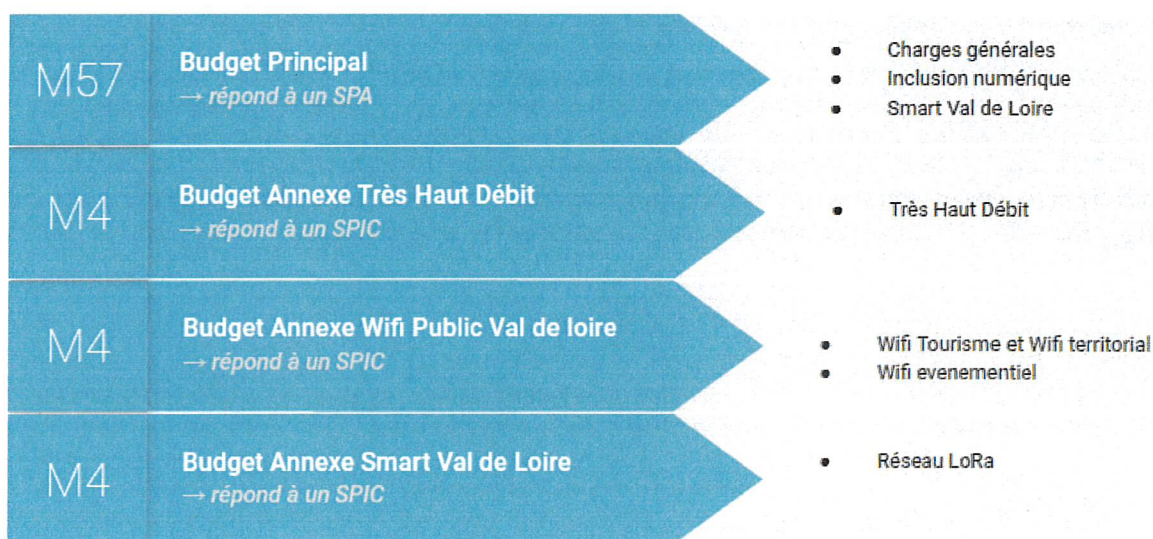 M57
Budget Principal
→ répond à un SPA
• Charges générales
• Inclusion numérique
• Smart Val de Loire
M4
Budget Annexe Très Haut Débit
→ répond à un SPIC
• Très Haut Débit
M4
Budget Annexe Wifi Public Val de loire
→ répond à un SPIC
• Wifi Tourisme et Wifi territorial
• Wifi evenementiel
M4
Budget Annexe Smart Val de Loire
→ répond à un SPIC
• Réseau LoRa